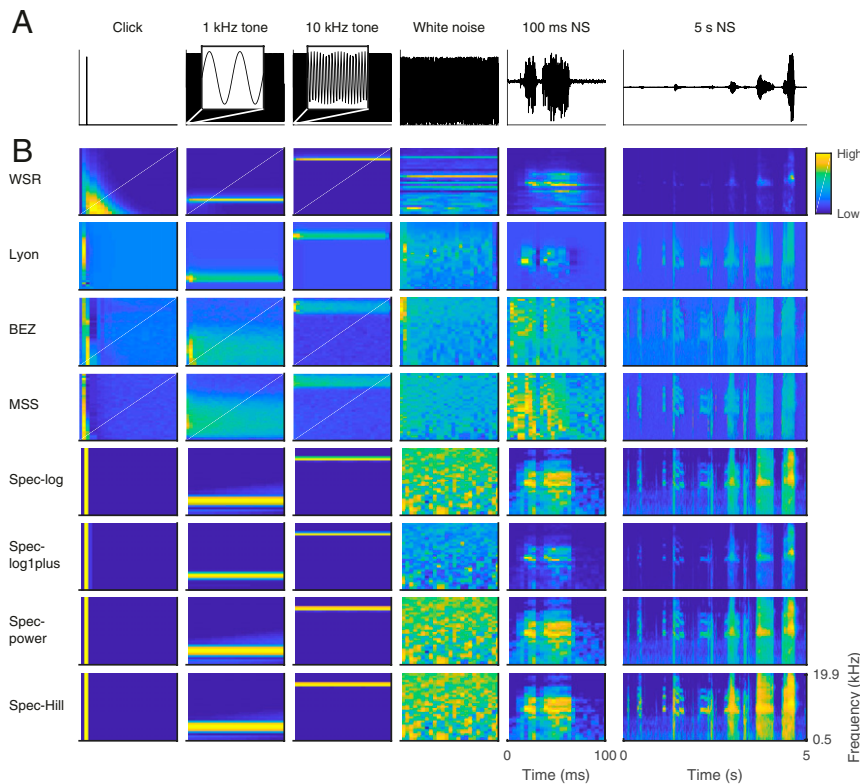 A
Click
1 kHz tone
10 kHz tone
White noise
100 ms NS
5 s NS
B
WSR
High
Low
Lyon
BEZ
MSS
Spec-log
Spec-
log1plus
Spec-
power
Spec-Hill
19.9
0.5
Frequency (kHz)
0
100
0
5
Time (ms)
Time (s)